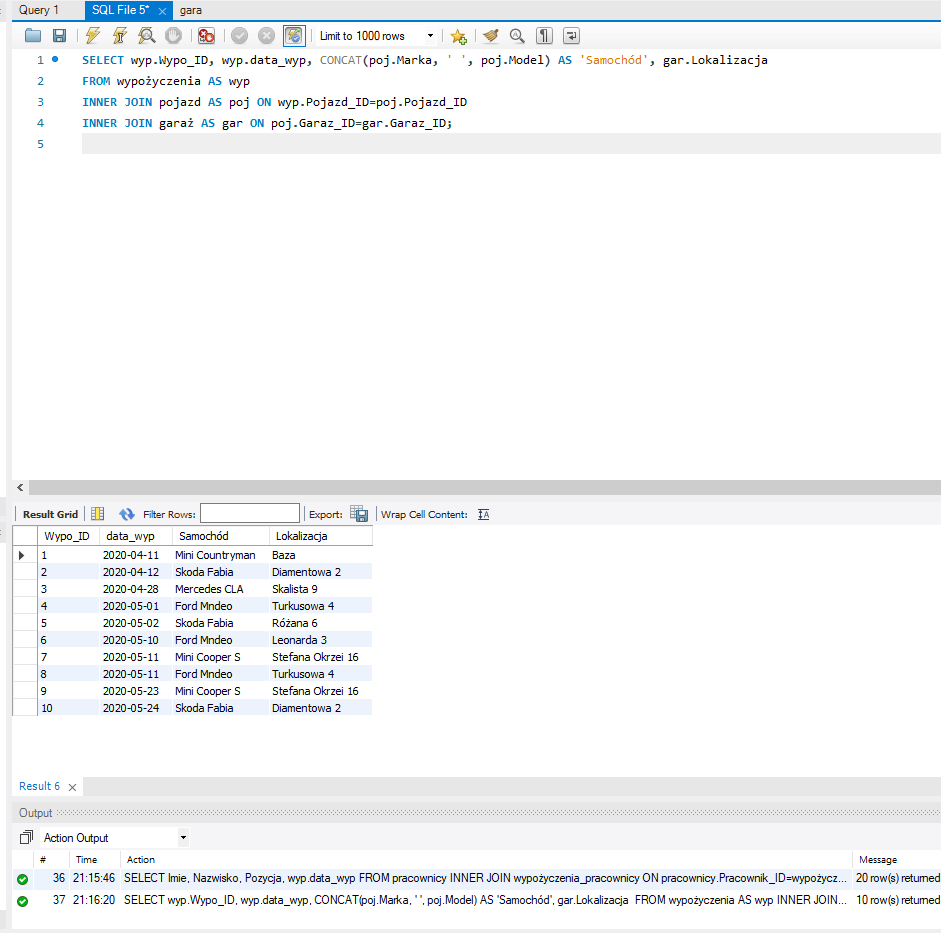 Query 1 SQL File 5* gara
Limit to 1000 rows
1 SELECT wyp.Wypo_ID, wyp.data_wyp, CONCAT(poj.Marka, ' ', poj.Model) AS 'Samochód', gar.Lokalizacja
2 FROM wypożyczenia AS wyp
3 INNER JOIN pojazd AS poj ON wyp.Pojazd_ID=poj.Pojazd_ID
4 INNER JOIN garaż AS gar ON poj.Garaz_ID=gar.Garaz_ID;
5
Result Grid Filter Rows: Export: Wrap Cell Content:
Wypo_ID data_wyp Samochód Lokalizacja
1 2020-04-11 Mini Countryman Baza
2 2020-04-12 Skoda Fabia Diamentowa 2
3 2020-04-28 Mercedes CLA Skalista 9
4 2020-05-01 Ford Mndeo Turkusowa 4
5 2020-05-02 Skoda Fabia Różana 6
6 2020-05-10 Ford Mndeo Leonarda 3
7 2020-05-11 Mini Cooper S Stefana Okrzei 16
8 2020-05-11 Ford Mndeo Turkusowa 4
9 2020-05-23 Mini Cooper S Stefana Okrzei 16
10 2020-05-24 Skoda Fabia Diamentowa 2
Result 6
Output
Action Output
# Time Action Message
36 21:15:46 SELECT Imie, Nazwisko, Pozycja, wyp.data_wyp FROM pracownicy INNER JOIN wypożyczenia_pracownicy ON pracownicy.Pracownik_ID=wypożycz... 20 row(s) returned
37 21:16:20 SELECT wyp.Wypo_ID, wyp.data_wyp, CONCAT(poj.Marka, ' ', poj.Model) AS 'Samochód', gar.Lokalizacja FROM wypożyczenia AS wyp INNER JOIN... 10 row(s) returned